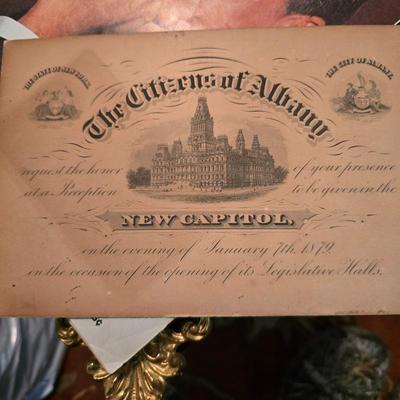 THE STATE OF NEW YORK.
THE CITY OF ALBANY.
The Citizens of Albany
request the honor of your presence
at a Reception to be given in the
NEW CAPITOL,
on the evening of January 7th, 1879,
on the occasion of the opening of its Legislative Halls.